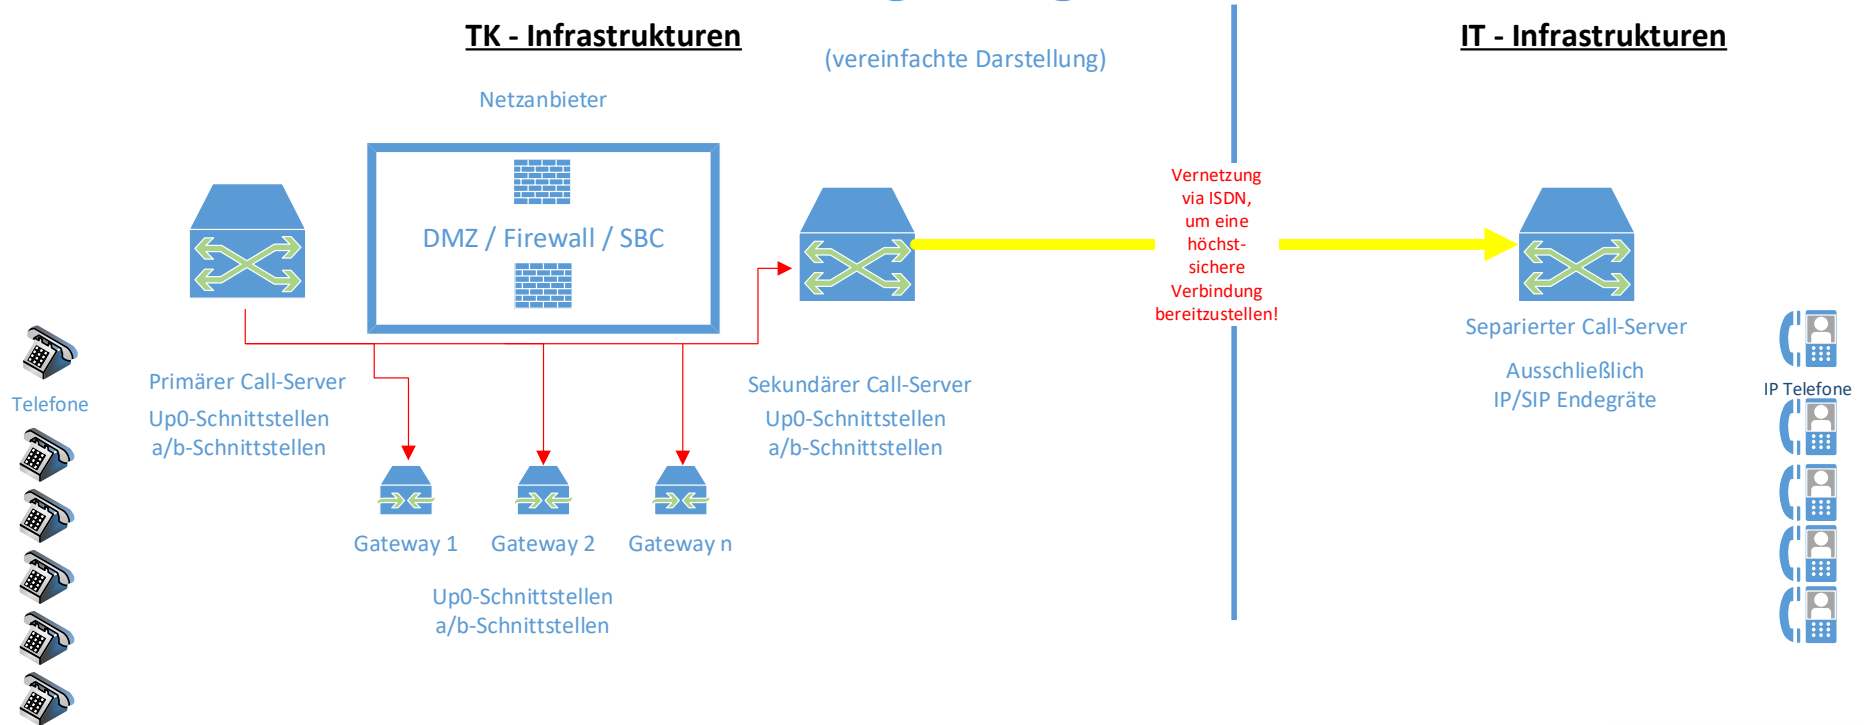 TK - Infrastrukturen
IT - Infrastrukturen
(vereinfachte Darstellung)
Netzanbieter
DMZ / Firewall / SBC
Vernetzung
via ISDN,
um eine
höchst-
sichere
Verbindung
bereitzustellen!
Telefone
Primärer Call-Server
Up0-Schnittstellen
a/b-Schnittstellen
Sekundärer Call-Server
Up0-Schnittstellen
a/b-Schnittstellen
Separierter Call-Server
Ausschließlich
IP/SIP Endegräte
IP Telefone
Gateway 1
Gateway 2
Gateway n
Up0-Schnittstellen
a/b-Schnittstellen